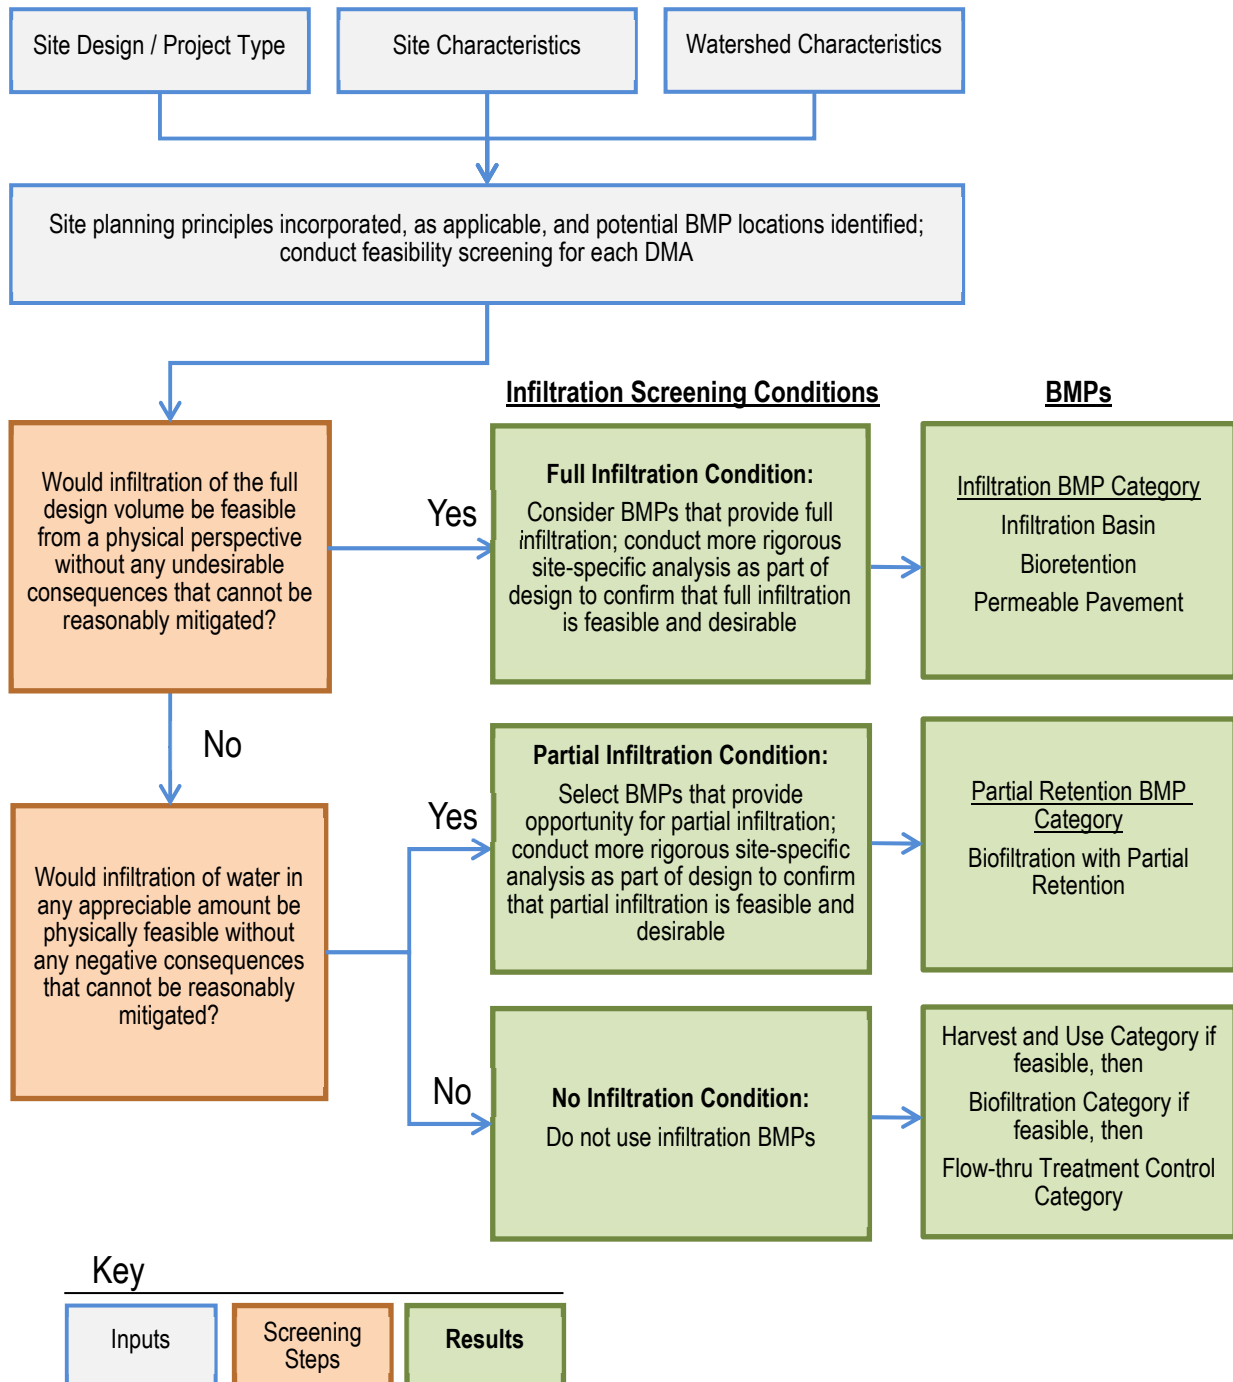 Site Design / Project Type
Site Characteristics
Watershed Characteristics
Site planning principles incorporated, as applicable, and potential BMP locations identified;
conduct feasibility screening for each DMA
Infiltration Screening Conditions
BMPs
Would infiltration of the full
design volume be feasible
from a physical perspective
without any undesirable
consequences that cannot be
reasonably mitigated?
Yes
Full Infiltration Condition:
Consider BMPs that provide full
infiltration; conduct more rigorous
site-specific analysis as part of
design to confirm that full infiltration
is feasible and desirable
Infiltration BMP Category
Infiltration Basin
Bioretention
Permeable Pavement
No
Would infiltration of water in
any appreciable amount be
physically feasible without
any negative consequences
that cannot be reasonably
mitigated?
Yes
Partial Infiltration Condition:
Select BMPs that provide
opportunity for partial infiltration;
conduct more rigorous site-specific
analysis as part of design to confirm
that partial infiltration is feasible and
desirable
Partial Retention BMP
Category
Biofiltration with Partial
Retention
No
No Infiltration Condition:
Do not use infiltration BMPs
Harvest and Use Category if
feasible, then
Biofiltration Category if
feasible, then
Flow-thru Treatment Control
Category
Key
Inputs
Screening
Steps
Results